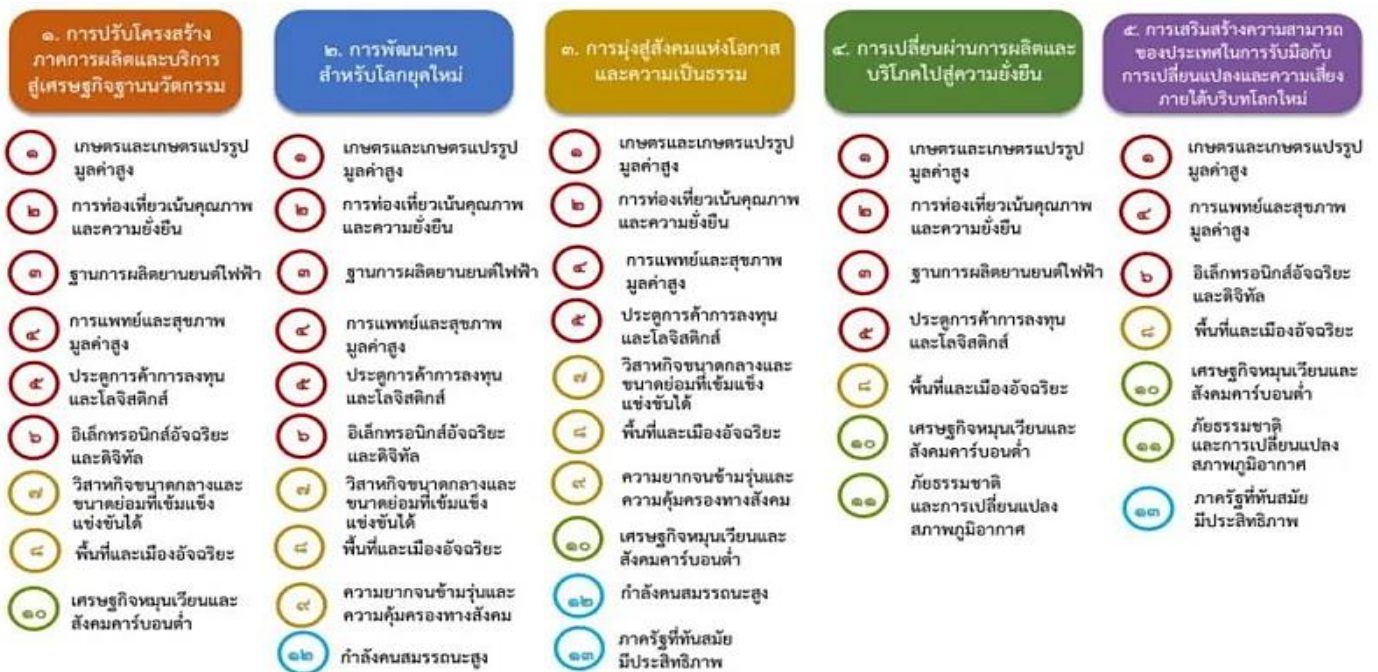 ๑. การปรับโครงสร้าง
ภาคการผลิตและบริการ
สู่เศรษฐกิจฐานนวัตกรรม
๑
เกษตรและเกษตรแปรรูป
มูลค่าสูง
๒
การท่องเที่ยวเน้นคุณภาพ
และความยั่งยืน
๓
ฐานการผลิตยานยนต์ไฟฟ้า
๔
การแพทย์และสุขภาพ
มูลค่าสูง
๕
ประตูการค้าการลงทุน
และโลจิสติกส์
๖
อิเล็กทรอนิกส์อัจฉริยะ
และดิจิทัล
๗
วิสาหกิจขนาดกลางและ
ขนาดย่อมที่เข้มแข็ง
แข่งขันได้
๘
พื้นที่และเมืองอัจฉริยะ
๑๐
เศรษฐกิจหมุนเวียนและ
สังคมคาร์บอนต่ำ
๒. การพัฒนาคน
สำหรับโลกยุคใหม่
๑
เกษตรและเกษตรแปรรูป
มูลค่าสูง
๒
การท่องเที่ยวเน้นคุณภาพ
และความยั่งยืน
๓
ฐานการผลิตยานยนต์ไฟฟ้า
๔
การแพทย์และสุขภาพ
มูลค่าสูง
๕
ประตูการค้าการลงทุน
และโลจิสติกส์
๖
อิเล็กทรอนิกส์อัจฉริยะ
และดิจิทัล
๗
วิสาหกิจขนาดกลางและ
ขนาดย่อมที่เข้มแข็ง
แข่งขันได้
๘
พื้นที่และเมืองอัจฉริยะ
๙
ความยากจนข้ามรุ่นและ
ความคุ้มครองทางสังคม
๑๒
กำลังคนสมรรถนะสูง
๓. การมุ่งสู่สังคมแห่งโอกาส
และความเป็นธรรม
๑
เกษตรและเกษตรแปรรูป
มูลค่าสูง
๒
การท่องเที่ยวเน้นคุณภาพ
และความยั่งยืน
๔
การแพทย์และสุขภาพ
มูลค่าสูง
๕
ประตูการค้าการลงทุน
และโลจิสติกส์
๗
วิสาหกิจขนาดกลางและ
ขนาดย่อมที่เข้มแข็ง
แข่งขันได้
๘
พื้นที่และเมืองอัจฉริยะ
๙
ความยากจนข้ามรุ่นและ
ความคุ้มครองทางสังคม
๑๐
เศรษฐกิจหมุนเวียนและ
สังคมคาร์บอนต่ำ
๑๒
กำลังคนสมรรถนะสูง
๑๓
ภาครัฐที่ทันสมัย
มีประสิทธิภาพ
๔. การเปลี่ยนผ่านการผลิตและ
บริโภคไปสู่ความยั่งยืน
๑
เกษตรและเกษตรแปรรูป
มูลค่าสูง
๒
การท่องเที่ยวเน้นคุณภาพ
และความยั่งยืน
๓
ฐานการผลิตยานยนต์ไฟฟ้า
๕
ประตูการค้าการลงทุน
และโลจิสติกส์
๘
พื้นที่และเมืองอัจฉริยะ
๑๐
เศรษฐกิจหมุนเวียนและ
สังคมคาร์บอนต่ำ
๑๑
ภัยธรรมชาติ
และการเปลี่ยนแปลง
สภาพภูมิอากาศ
๕. การเสริมสร้างความสามารถ
ของประเทศในการรับมือกับ
การเปลี่ยนแปลงและความเสี่ยง
ภายใต้บริบทโลกใหม่
๑
เกษตรและเกษตรแปรรูป
มูลค่าสูง
๔
การแพทย์และสุขภาพ
มูลค่าสูง
๖
อิเล็กทรอนิกส์อัจฉริยะ
และดิจิทัล
๘
พื้นที่และเมืองอัจฉริยะ
๑๐
เศรษฐกิจหมุนเวียนและ
สังคมคาร์บอนต่ำ
๑๑
ภัยธรรมชาติ
และการเปลี่ยนแปลง
สภาพภูมิอากาศ
๑๓
ภาครัฐที่ทันสมัย
มีประสิทธิภาพ